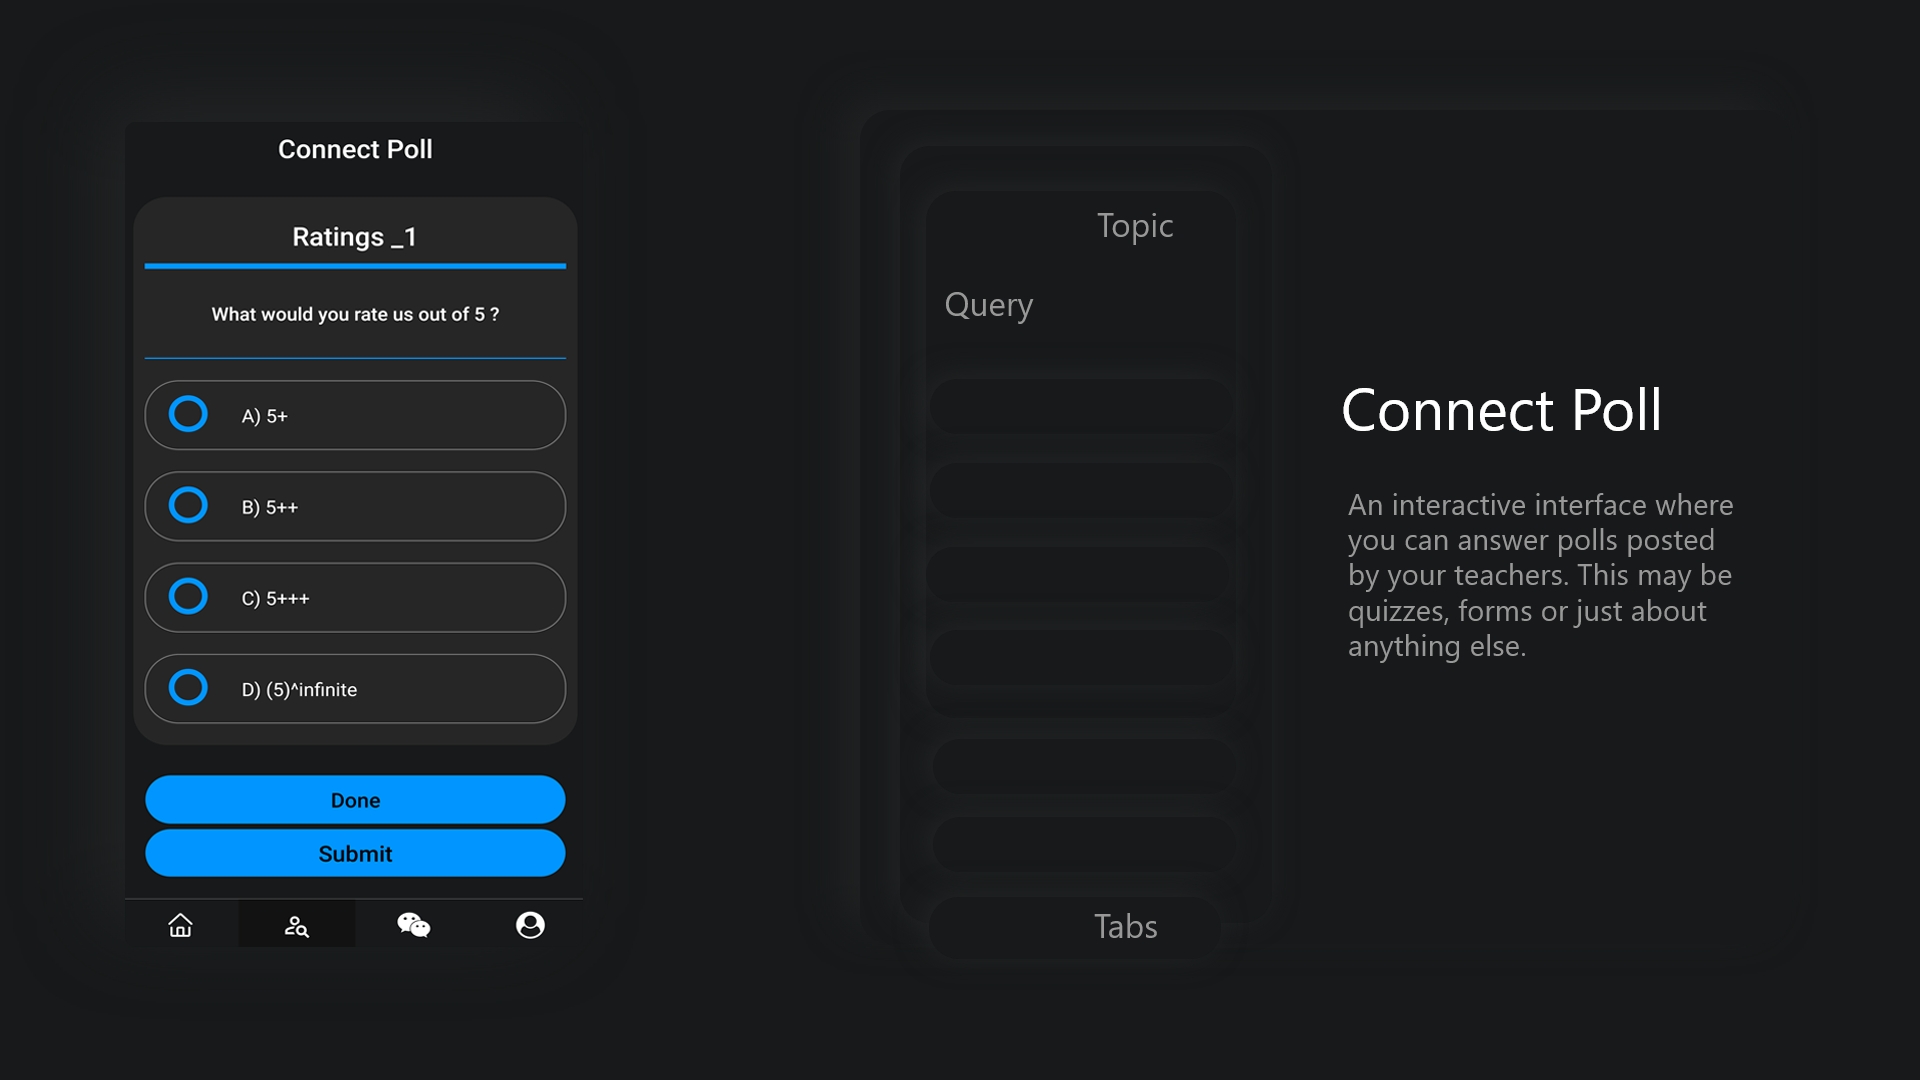 Connect Poll
Ratings _1
What would you rate us out of 5 ?
A) 5+
B) 5++
C) 5+++
D) (5)^infinite
Done
Submit
Topic
Query
Tabs
Connect Poll
An interactive interface where
you can answer polls posted
by your teachers. This may be
quizzes, forms or just about
anything else.